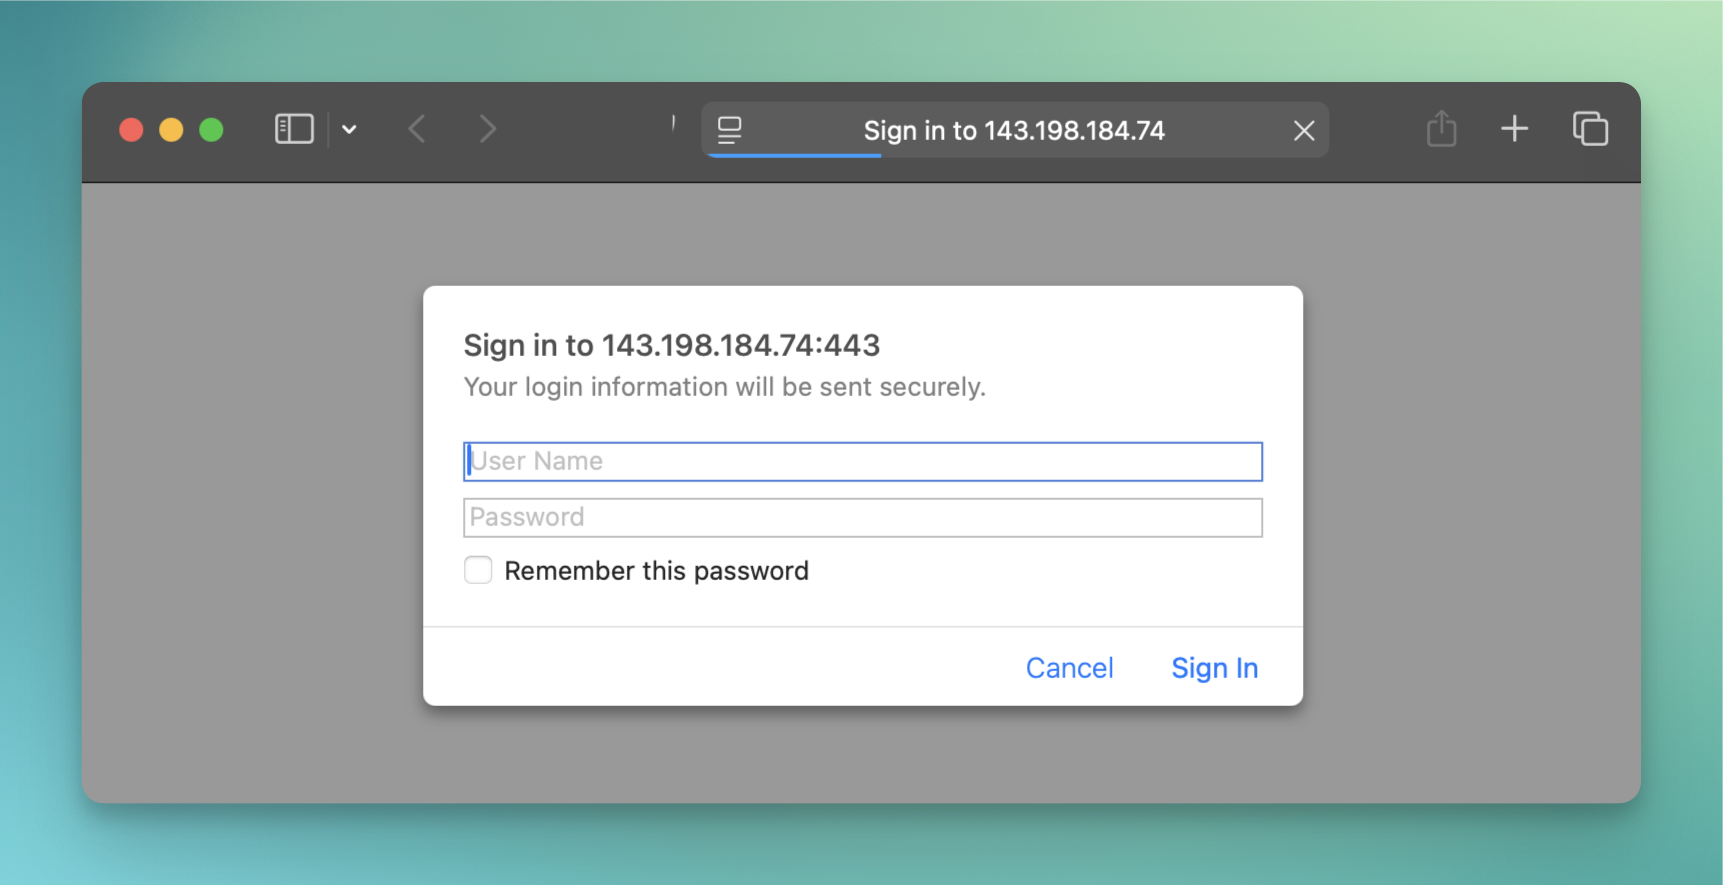 Sign in to 143.198.184.74
Sign in to 143.198.184.74:443
Your login information will be sent securely.
User Name
Password
Remember this password
Cancel
Sign In